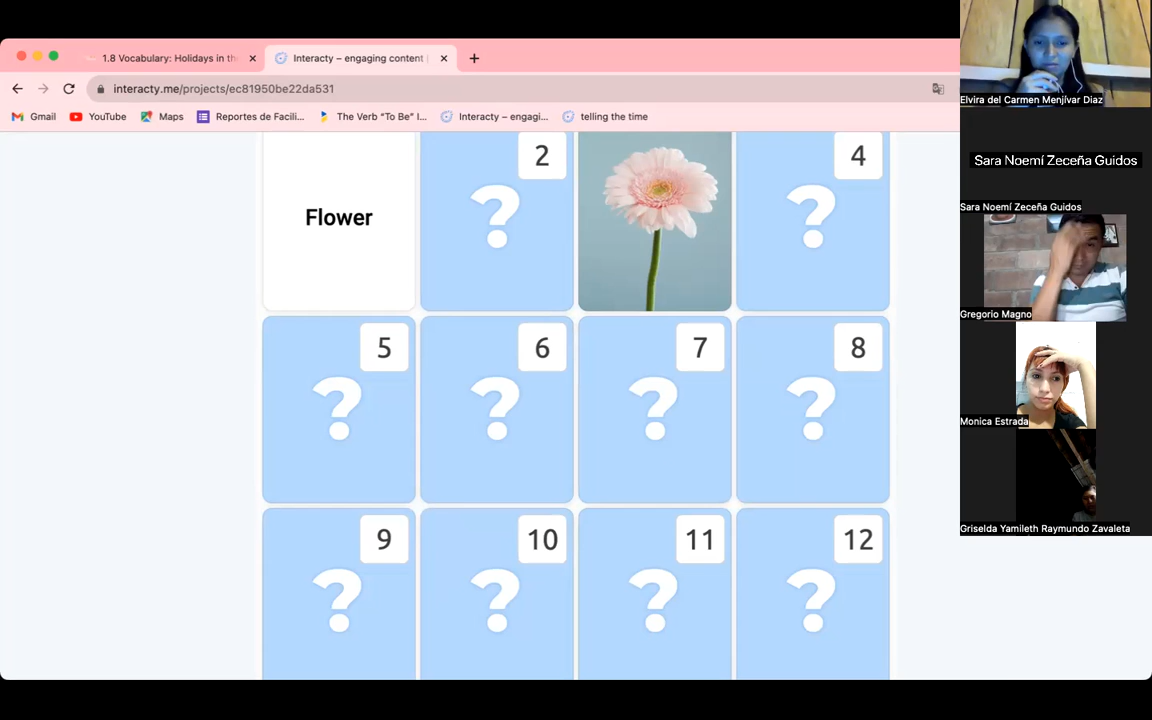 1.8 Vocabulary: Holidays in th
Interacty – engaging content |
interacty.me/projects/ec81950be22da531
Gmail
YouTube
Maps
Reportes de Facili...
The Verb “To Be” I...
Interacty – engagi...
telling the time
Flower
2
4
5
6
7
8
9
10
11
12
?
?
?
?
?
?
?
?
?
?
Elvira del Carmen Menjívar Diaz
Sara Noemí Zeceña Guidos
Sara Noemí Zeceña Guidos
Gregorio Magno
Monica Estrada
Griselda Yamileth Raymundo Zavaleta